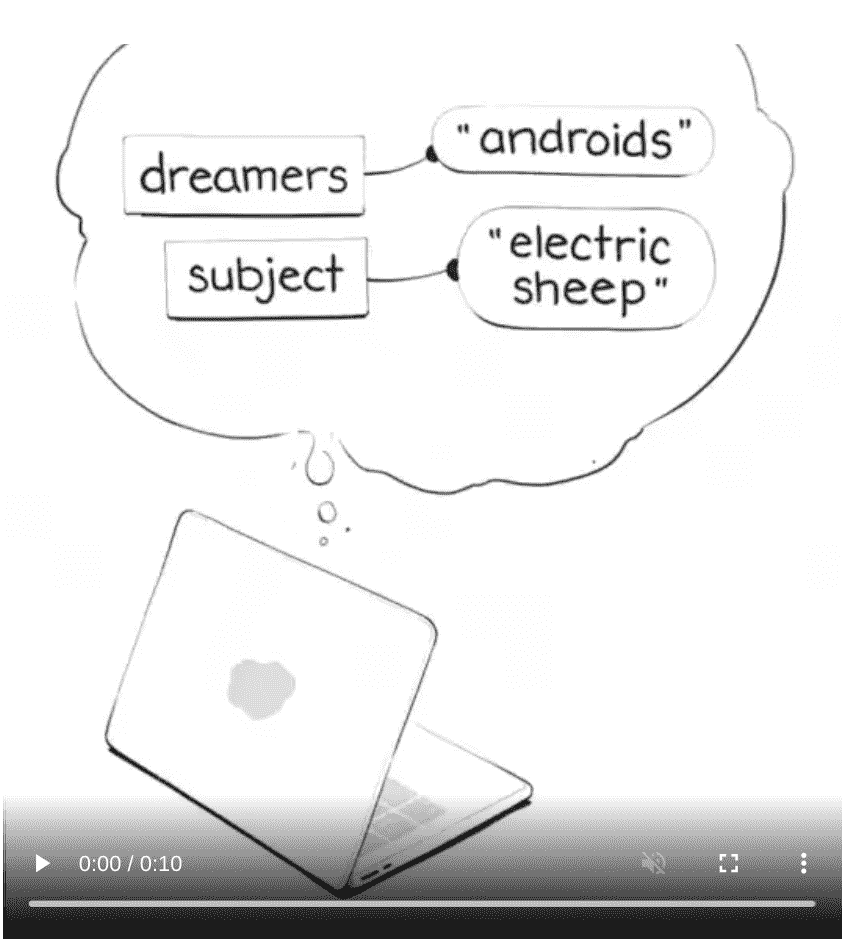 dreamers
"androids"
subject
"electric
sheep"
0:00 / 0:10